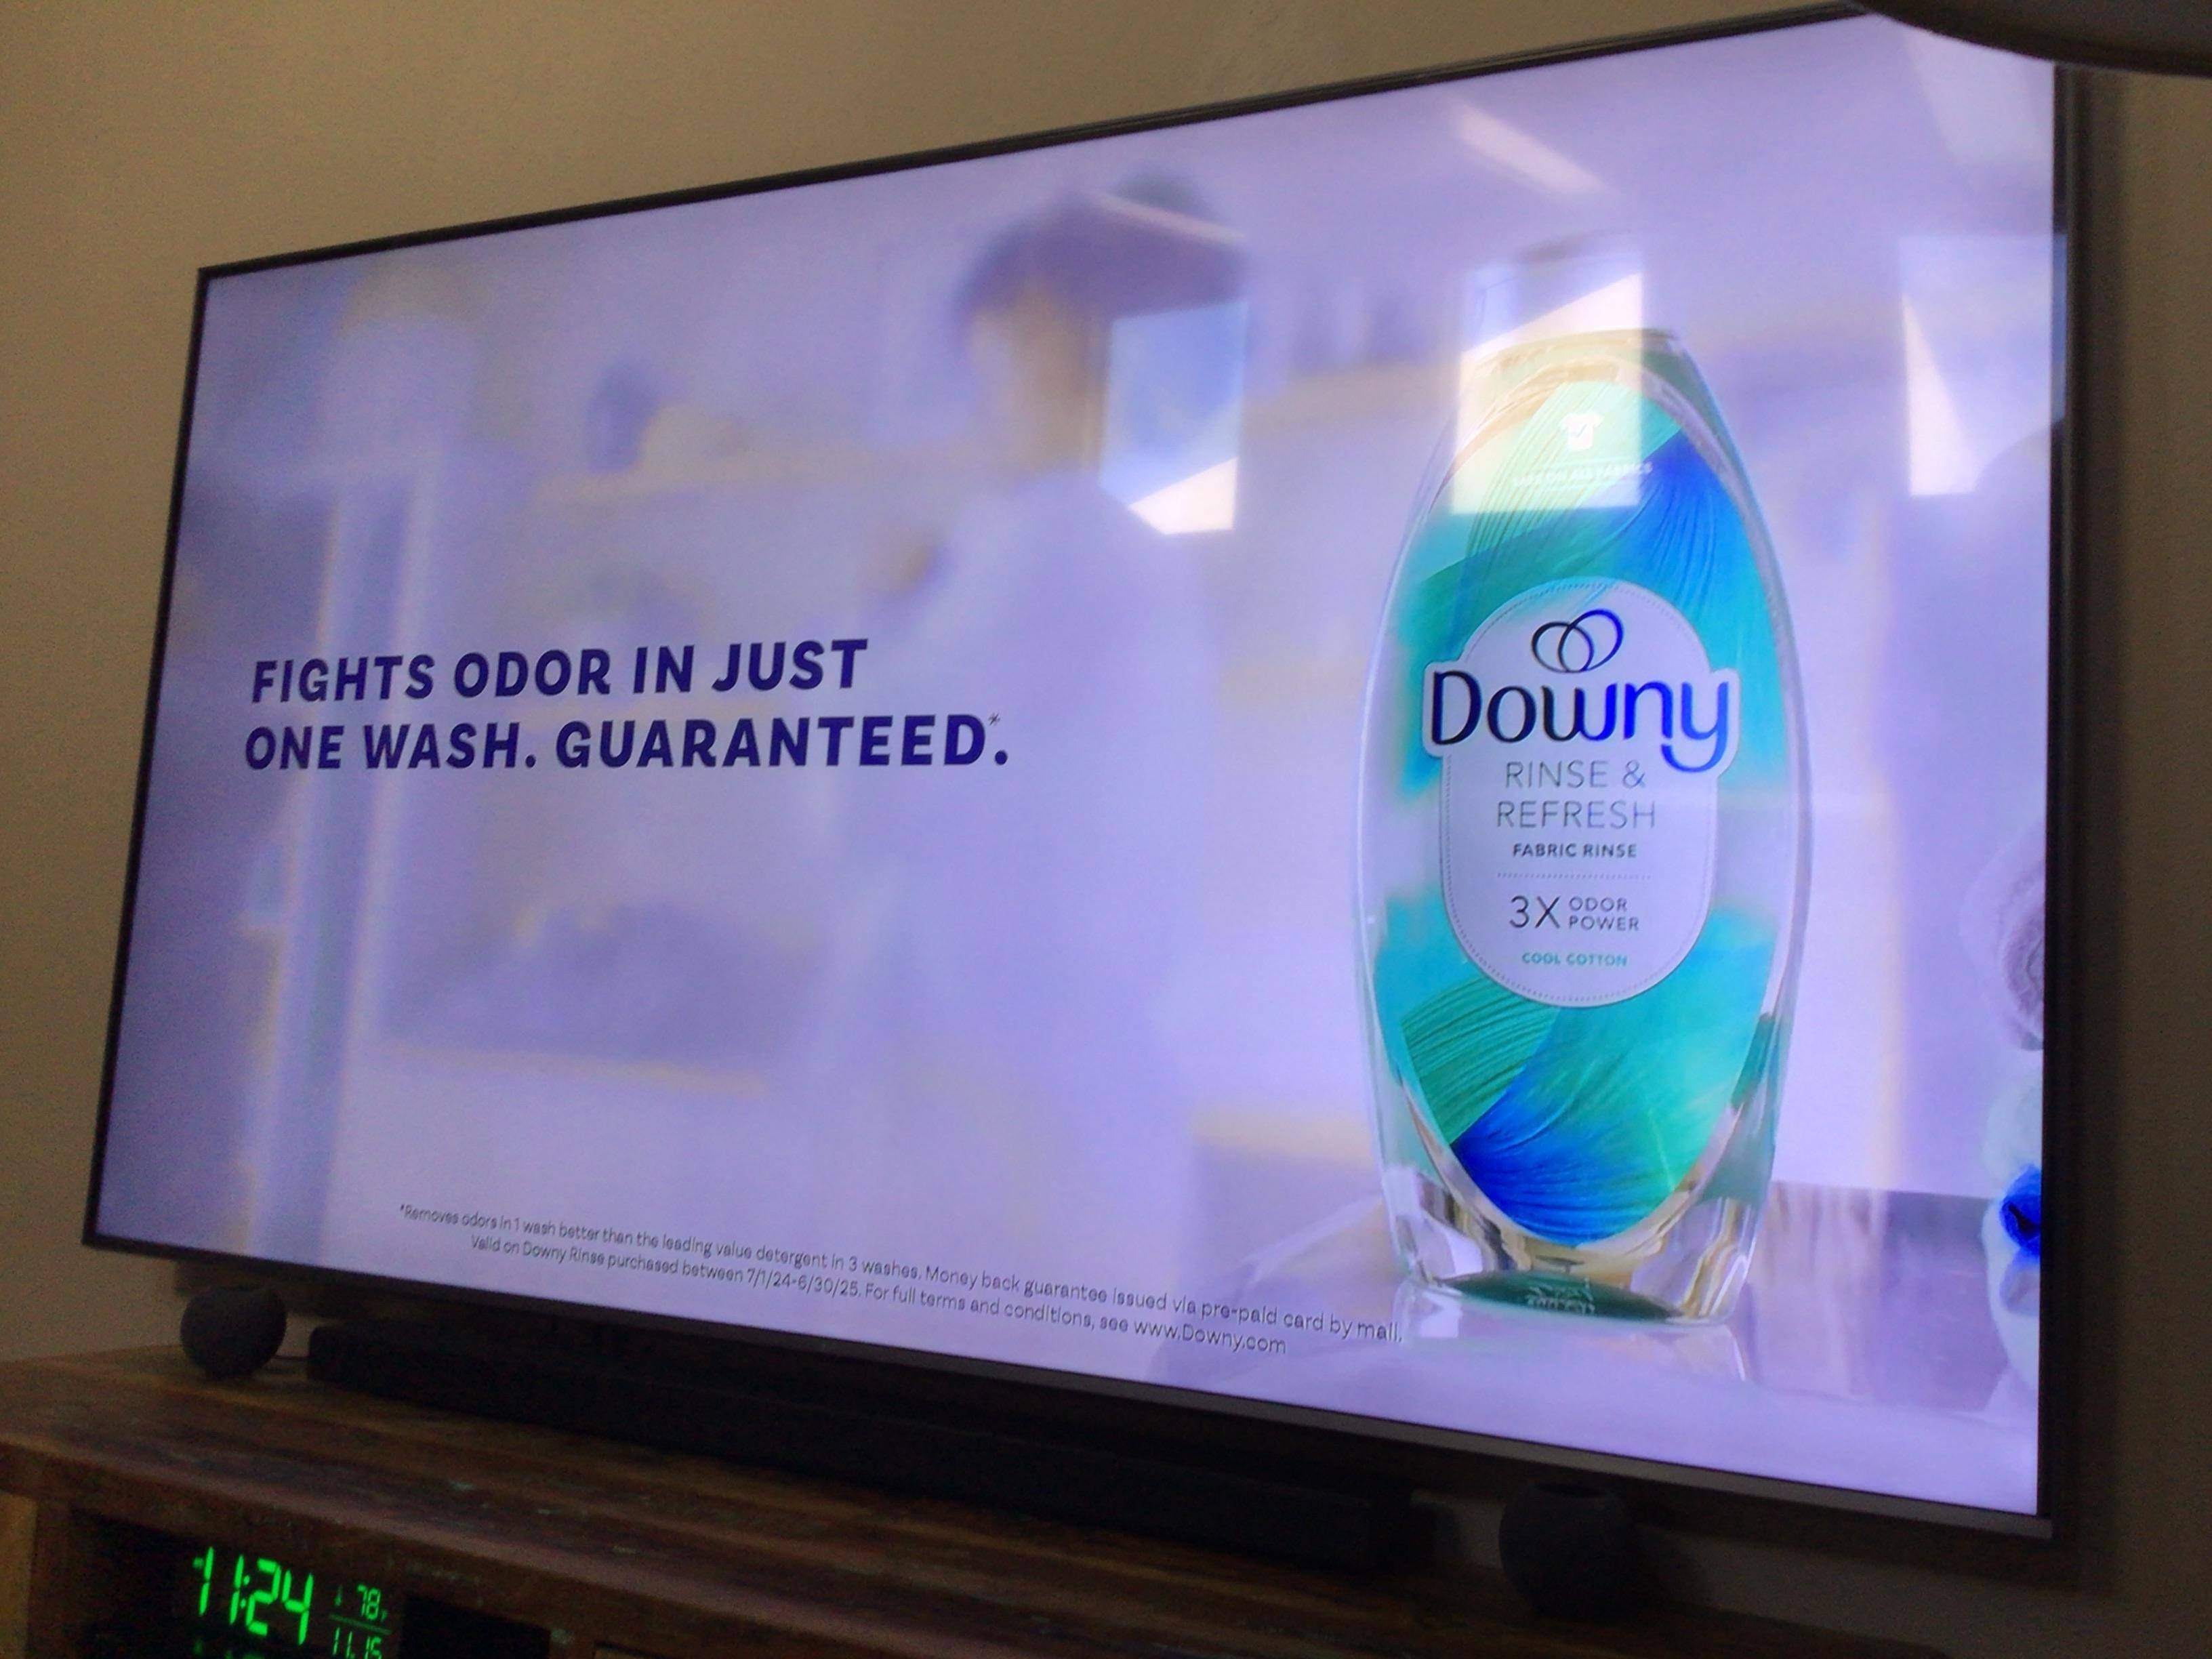 FIGHTS ODOR IN JUST
ONE WASH. GUARANTEED.*
Downy
RINSE &
REFRESH
FABRIC RINSE
3X ODOR
POWER
COOL COTTON
*Removes odors in 1 wash better than the leading value detergent in 3 washes. Money back guarantee issued via pre-paid card by mail.
Valid on Downy Rinse purchased between 7/1/24-6/30/25. For full terms and conditions, see www.Downy.com
11:24
78
11.15